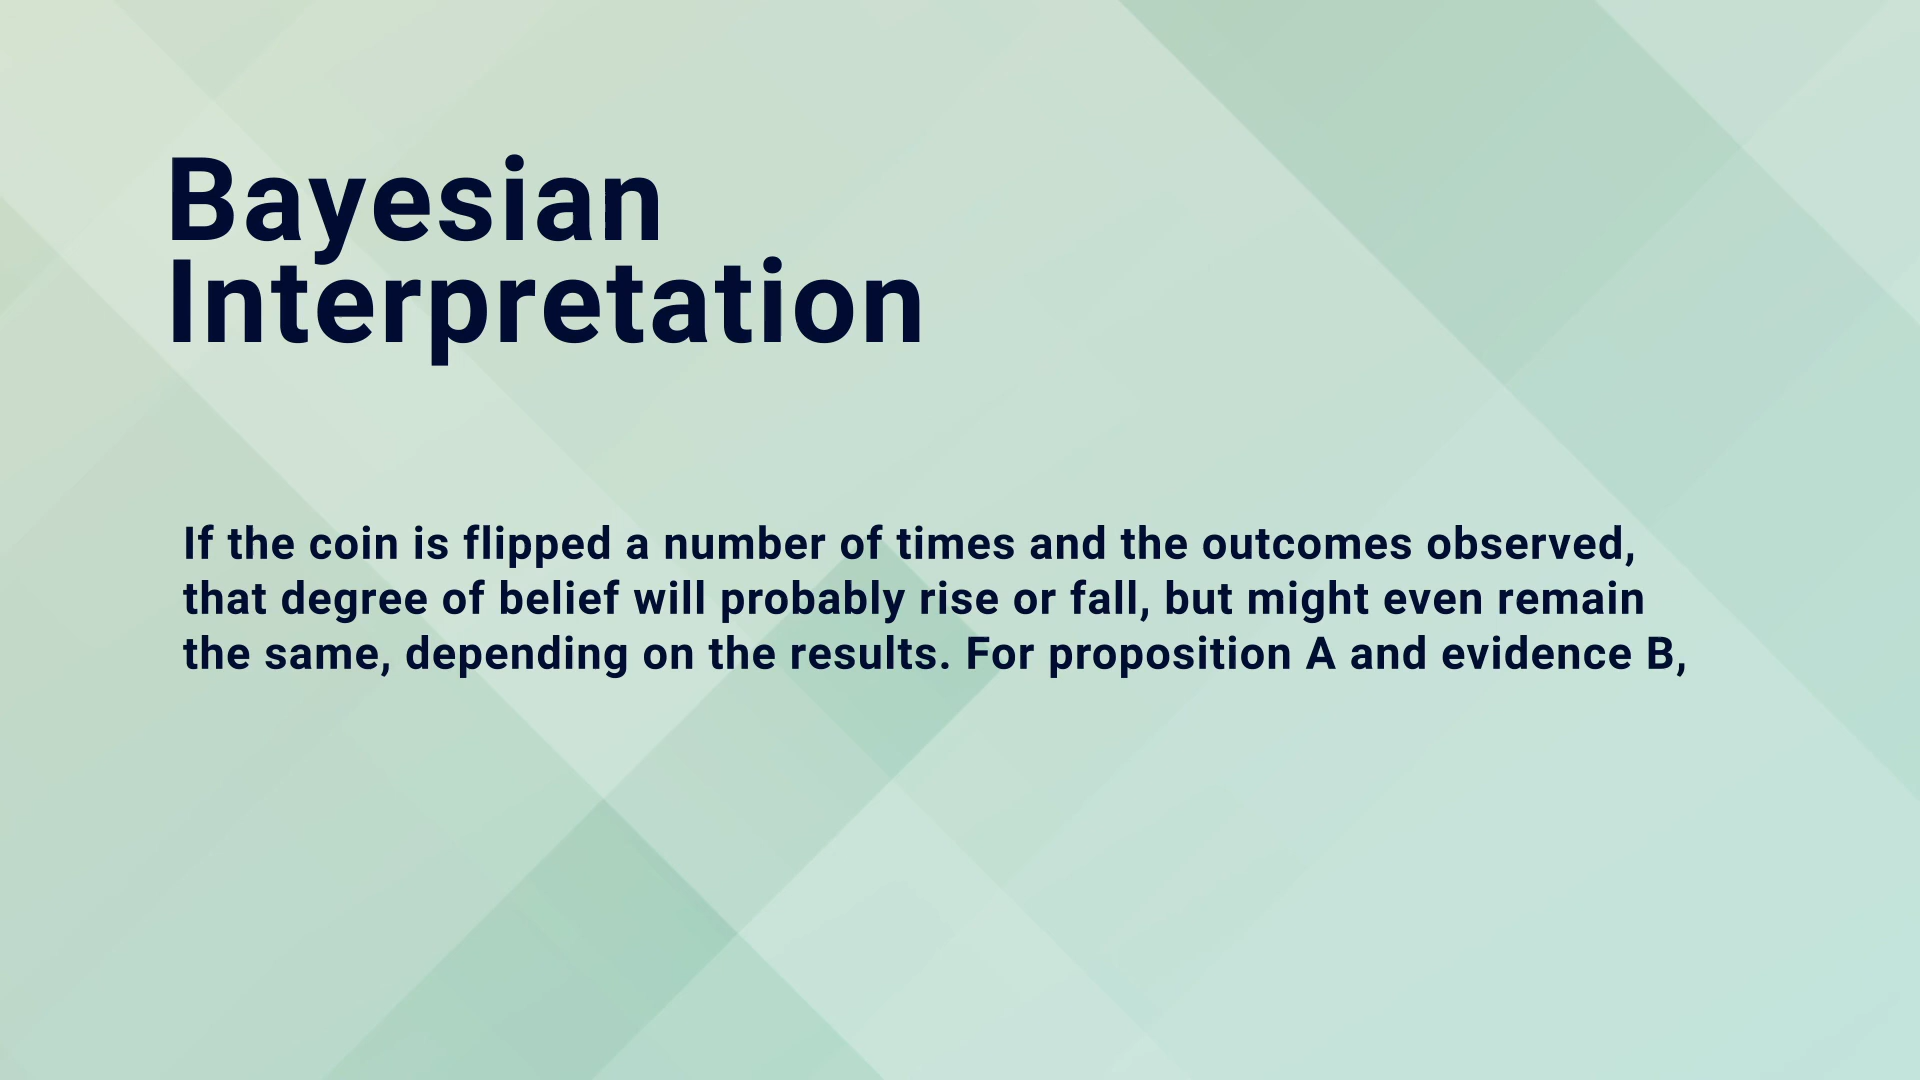 Bayesian
Interpretation
If the coin is flipped a number of times and the outcomes observed,
that degree of belief will probably rise or fall, but might even remain
the same, depending on the results. For proposition A and evidence B,